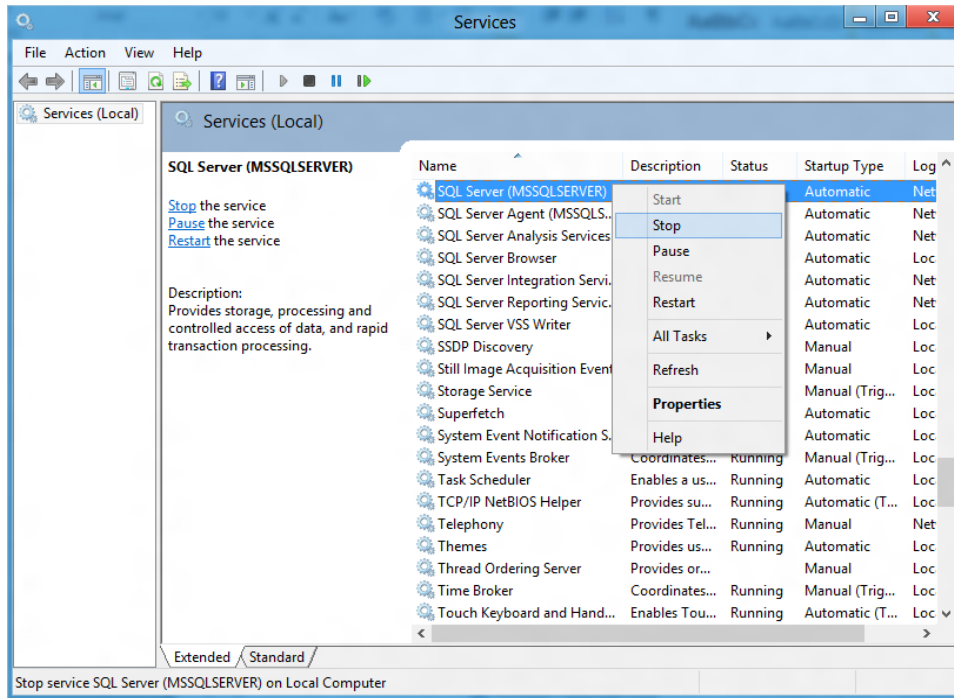 Services
File Action View Help
Services (Local)
Services (Local)
SQL Server (MSSQLSERVER)
Stop the service
Pause the service
Restart the service
Description:
Provides storage, processing and
controlled access of data, and rapid
transaction processing.
Name Description Status Startup Type Log
SQL Server (MSSQLSERVER) Automatic Net
SQL Server Agent (MSSQLS... Automatic Net
SQL Server Analysis Services Automatic Net
SQL Server Browser Automatic Loc
SQL Server Integration Servi. Automatic Net
SQL Server Reporting Servic. Automatic Net
SQL Server VSS Writer Automatic Loc
SSDP Discovery Manual Loc
Still Image Acquisition Event Manual Loc
Storage Service Manual (Trig... Loc
Superfetch Automatic Loc
System Event Notification S. Automatic Loc
System Events Broker Coordinates... Running Manual (Trig... Loc
Task Scheduler Enables a us... Running Automatic Loc
TCP/IP NetBIOS Helper Provides su... Running Automatic (T... Loc
Telephony Provides Tel... Running Manual Net
Themes Provides us... Running Automatic Loc
Thread Ordering Server Provides or... Manual Loc
Time Broker Coordinates... Running Manual (Trig... Loc
Touch Keyboard and Hand... Enables Tou... Running Automatic (T... Loc
Start
Stop
Pause
Resume
Restart
All Tasks
Refresh
Properties
Help
Extended Standard
Stop service SQL Server (MSSQLSERVER) on Local Computer